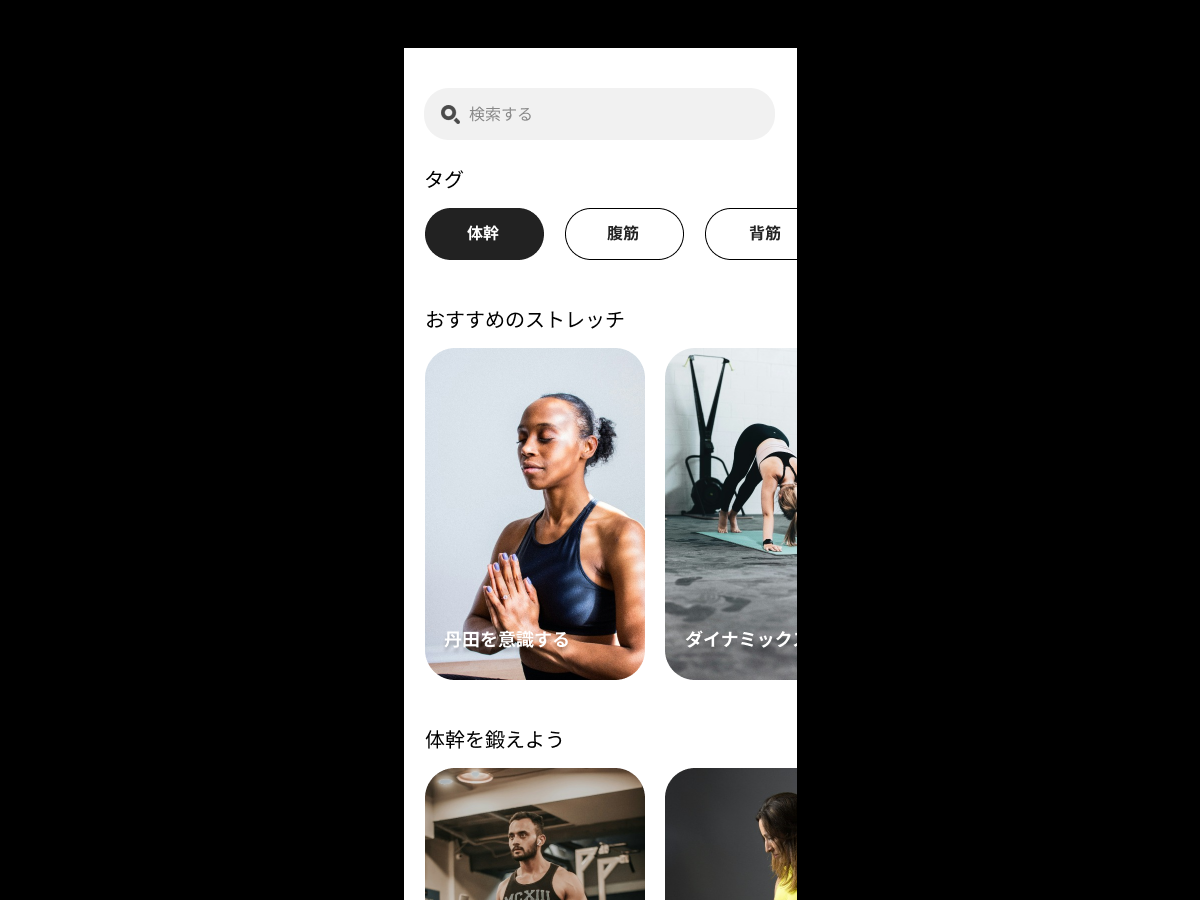 検索する
タグ
体幹
腹筋
背筋
おすすめのストレッチ
丹田を意識する
ダイナミック
体幹を鍛えよう
MCXIII